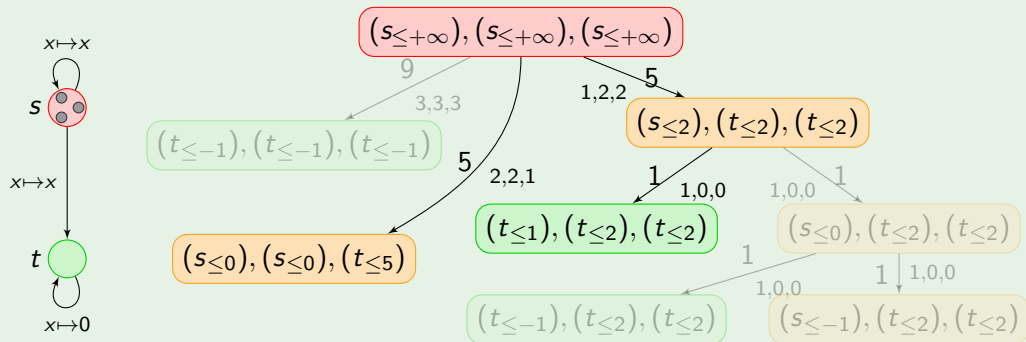 x↦x
s
x↦x
t
x↦0
(s≤+∞), (s≤+∞), (s≤+∞)
9
3,3,3
5
1,2,2
(t≤−1), (t≤−1), (t≤−1)
(s≤2), (t≤2), (t≤2)
5
2,2,1
1
1,0,0
1
1,0,0
(s≤0), (s≤0), (t≤5)
(t≤1), (t≤2), (t≤2)
(s≤0), (t≤2), (t≤2)
1
1,0,0
1
1,0,0
(t≤−1), (t≤2), (t≤2)
(s≤−1), (t≤2), (t≤2)